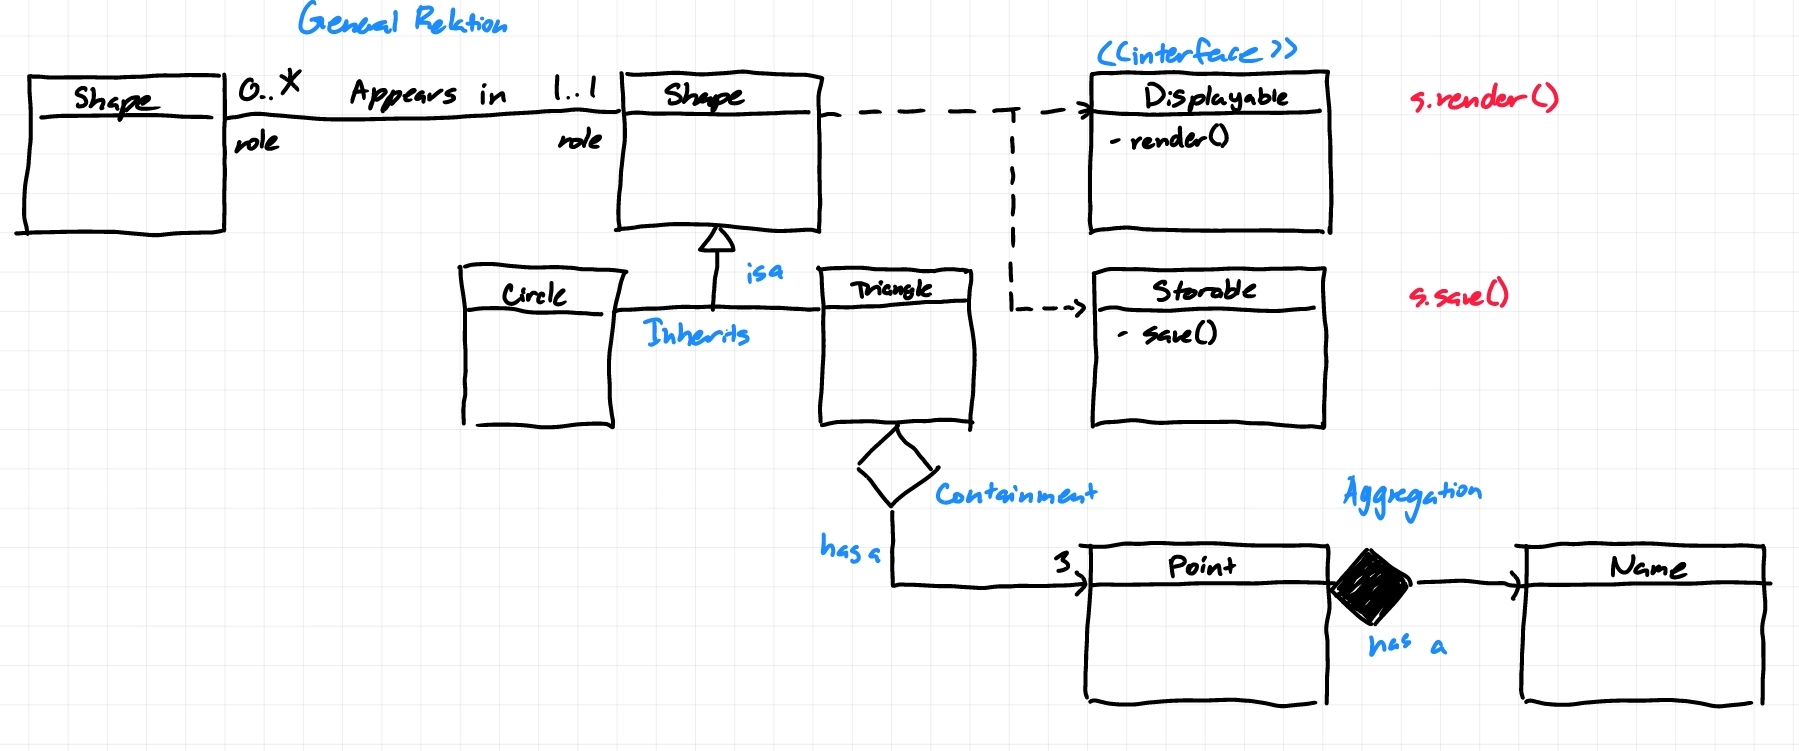 General Relation
<<interface>>
Shape
0..*
Appears in
1..1
Shape
Displayable
s.render()
role
role
- render()
isa
Circle
Triangle
Storable
s.save()
Inherits
- save()
Containment
Aggregation
has a
3
Point
Name
has a